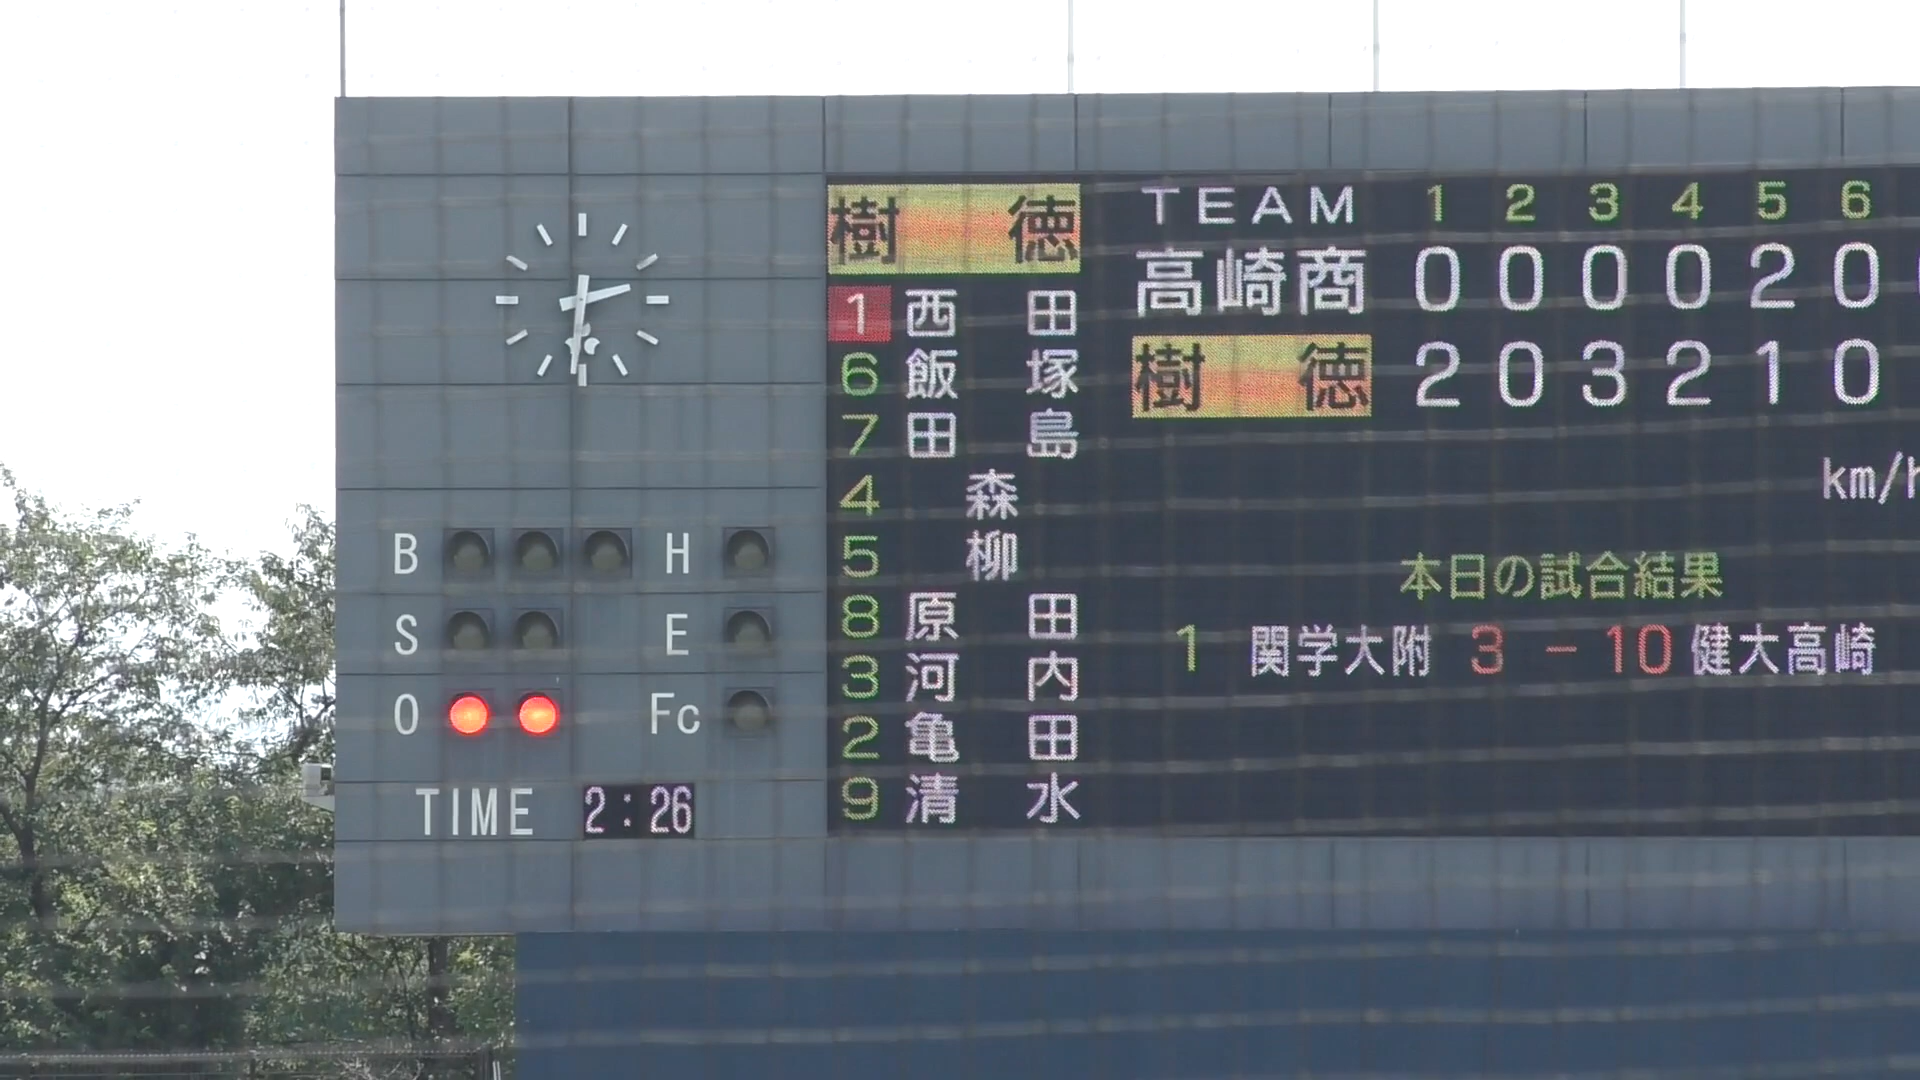 樹 徳
1 西 田
6 飯 塚
7 田 島
4 森
5 柳
8 原 田
3 河 内
2 亀 田
9 清 水
TEAM 1 2 3 4 5 6
高崎商 0 0 0 0 2 0
樹 徳 2 0 3 2 1 0
km/h
本日の試合結果
1 関学大附 3 - 10 健大高崎
B H
S E
O Fc
TIME 2:26